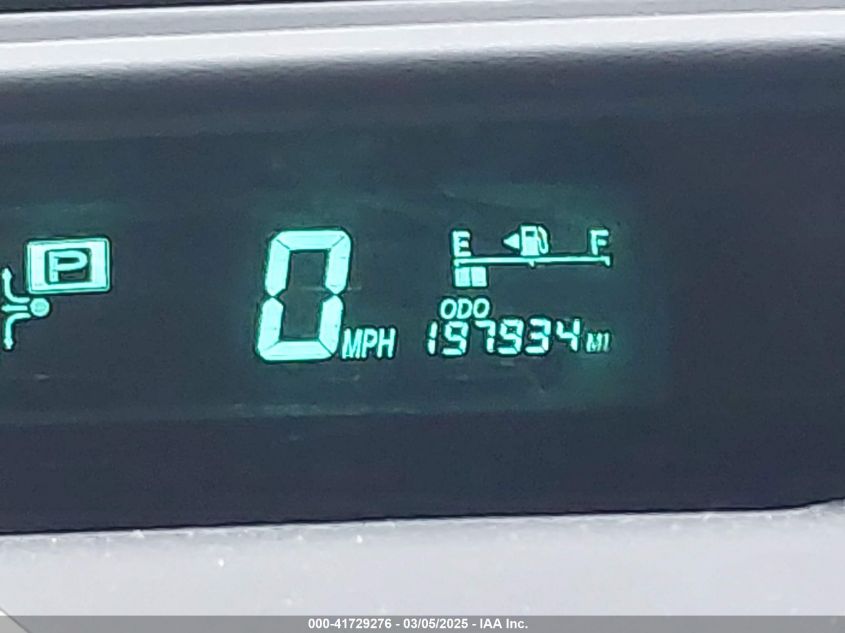 P
0 MPH
E F
ODO
197934 MI
000-41729276 - 03/05/2025 - IAA Inc.